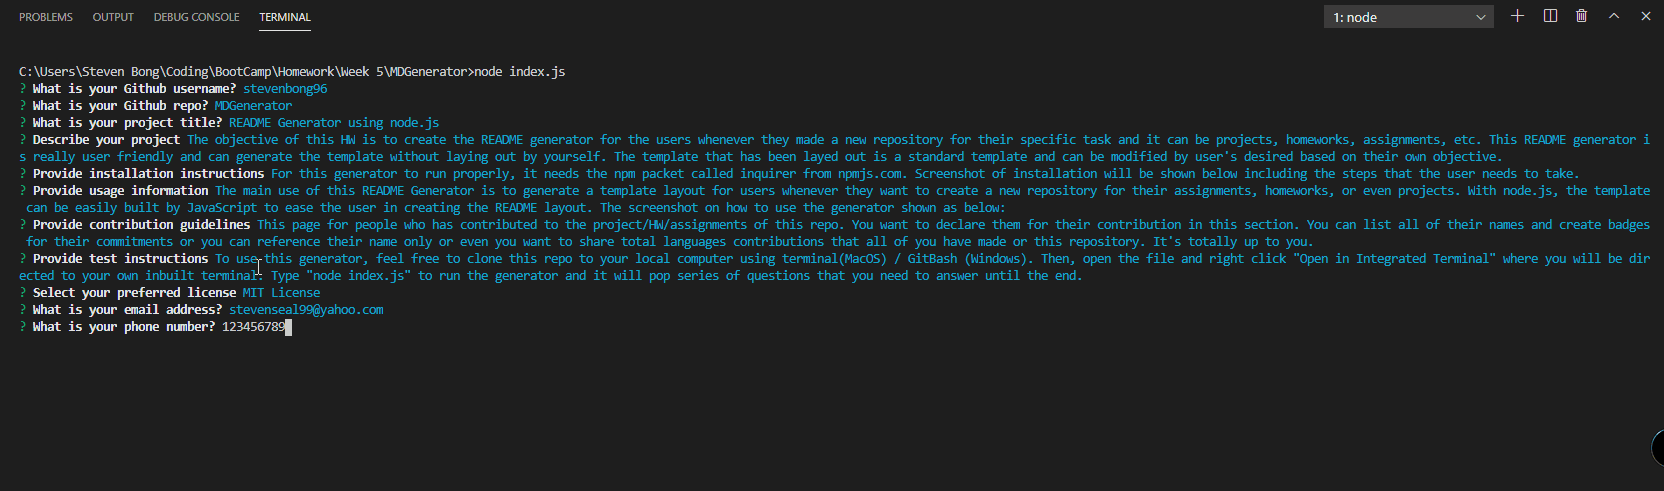 PROBLEMS OUTPUT DEBUG CONSOLE TERMINAL 1: node
C:\Users\Steven Bong\Coding\BootCamp\Homework\Week 5\MDGenerator>node index.js
? What is your Github username? stevenbong96
? What is your Github repo? MDGenerator
? What is your project title? README Generator using node.js
? Describe your project The objective of this HW is to create the README generator for the users whenever they made a new repository for their specific task and it can be projects, homeworks, assignments, etc. This README generator i
s really user friendly and can generate the template without laying out by yourself. The template that has been layed out is a standard template and can be modified by user's desired based on their own objective.
? Provide installation instructions For this generator to run properly, it needs the npm packet called inquirer from npmjs.com. Screenshot of installation will be shown below including the steps that the user needs to take.
? Provide usage information The main use of this README Generator is to generate a template layout for users whenever they want to create a new repository for their assignments, homeworks, or even projects. With node.js, the template
can be easily built by JavaScript to ease the user in creating the README layout. The screenshot on how to use the generator shown as below:
? Provide contribution guidelines This page for people who has contributed to the project/HW/assignments of this repo. You want to declare them for their contribution in this section. You can list all of their names and create badges
for their commitments or you can reference their name only or even you want to share total languages contributions that all of you have made or this repository. It's totally up to you.
? Provide test instructions To use this generator, feel free to clone this repo to your local computer using terminal(MacOS) / GitBash (Windows). Then, open the file and right click "Open in Integrated Terminal" where you will be dir
ected to your own inbuilt terminal. Type "node index.js" to run the generator and it will pop series of questions that you need to answer until the end.
? Select your preferred license MIT License
? What is your email address? stevenseal99@yahoo.com
? What is your phone number? 123456789